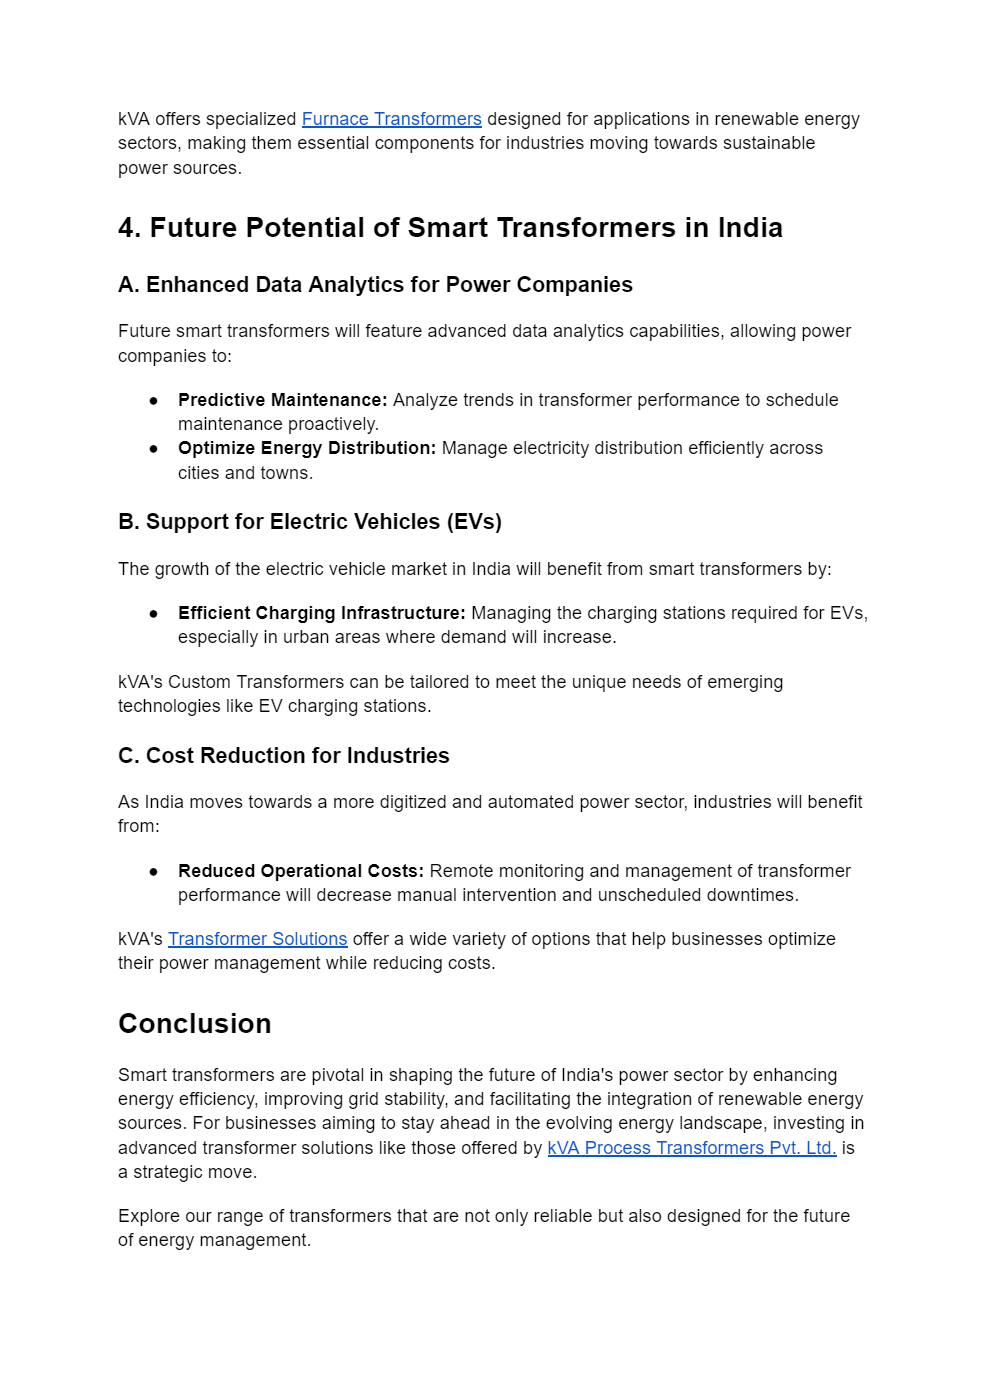 kVA offers specialized Furnace Transformers designed for applications in renewable energy
sectors, making them essential components for industries moving towards sustainable
power sources.
4. Future Potential of Smart Transformers in India
A. Enhanced Data Analytics for Power Companies
Future smart transformers will feature advanced data analytics capabilities, allowing power
companies to:
● Predictive Maintenance: Analyze trends in transformer performance to schedule
maintenance proactively.
● Optimize Energy Distribution: Manage electricity distribution efficiently across
cities and towns.
B. Support for Electric Vehicles (EVs)
The growth of the electric vehicle market in India will benefit from smart transformers by:
● Efficient Charging Infrastructure: Managing the charging stations required for EVs,
especially in urban areas where demand will increase.
kVA's Custom Transformers can be tailored to meet the unique needs of emerging
technologies like EV charging stations.
C. Cost Reduction for Industries
As India moves towards a more digitized and automated power sector, industries will benefit
from:
● Reduced Operational Costs: Remote monitoring and management of transformer
performance will decrease manual intervention and unscheduled downtimes.
kVA's Transformer Solutions offer a wide variety of options that help businesses optimize
their power management while reducing costs.
Conclusion
Smart transformers are pivotal in shaping the future of India's power sector by enhancing
energy efficiency, improving grid stability, and facilitating the integration of renewable energy
sources. For businesses aiming to stay ahead in the evolving energy landscape, investing in
advanced transformer solutions like those offered by kVA Process Transformers Pvt. Ltd. is
a strategic move.
Explore our range of transformers that are not only reliable but also designed for the future
of energy management.